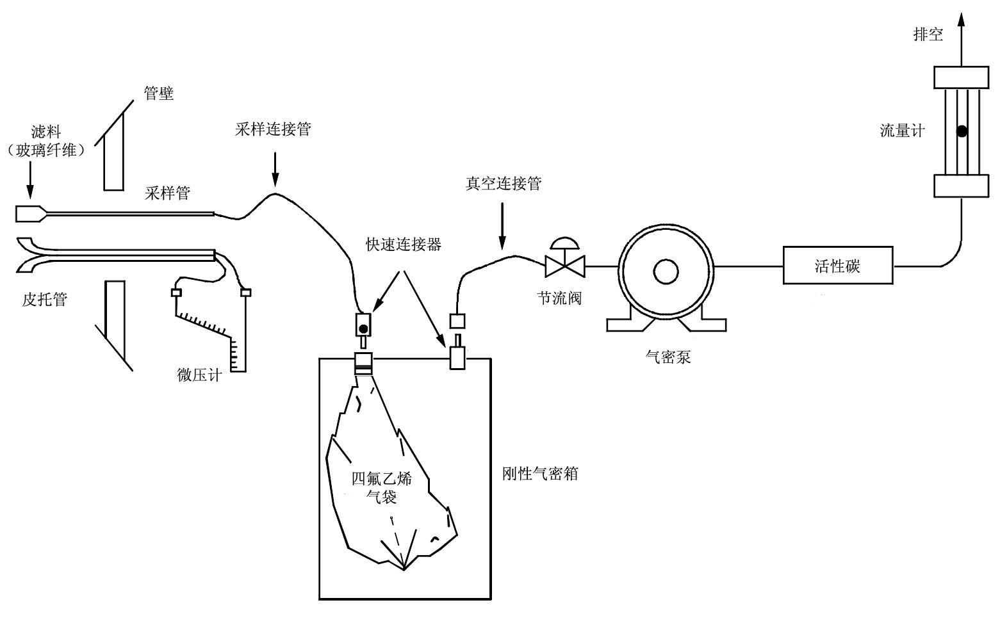 排空
管壁
滤料
（玻璃纤维）
采样连接管
流量计
采样管
真空连接管
快速连接器
活性碳
皮托管
节流阀
气密泵
微压计
四氟乙烯
气袋
刚性气密箱